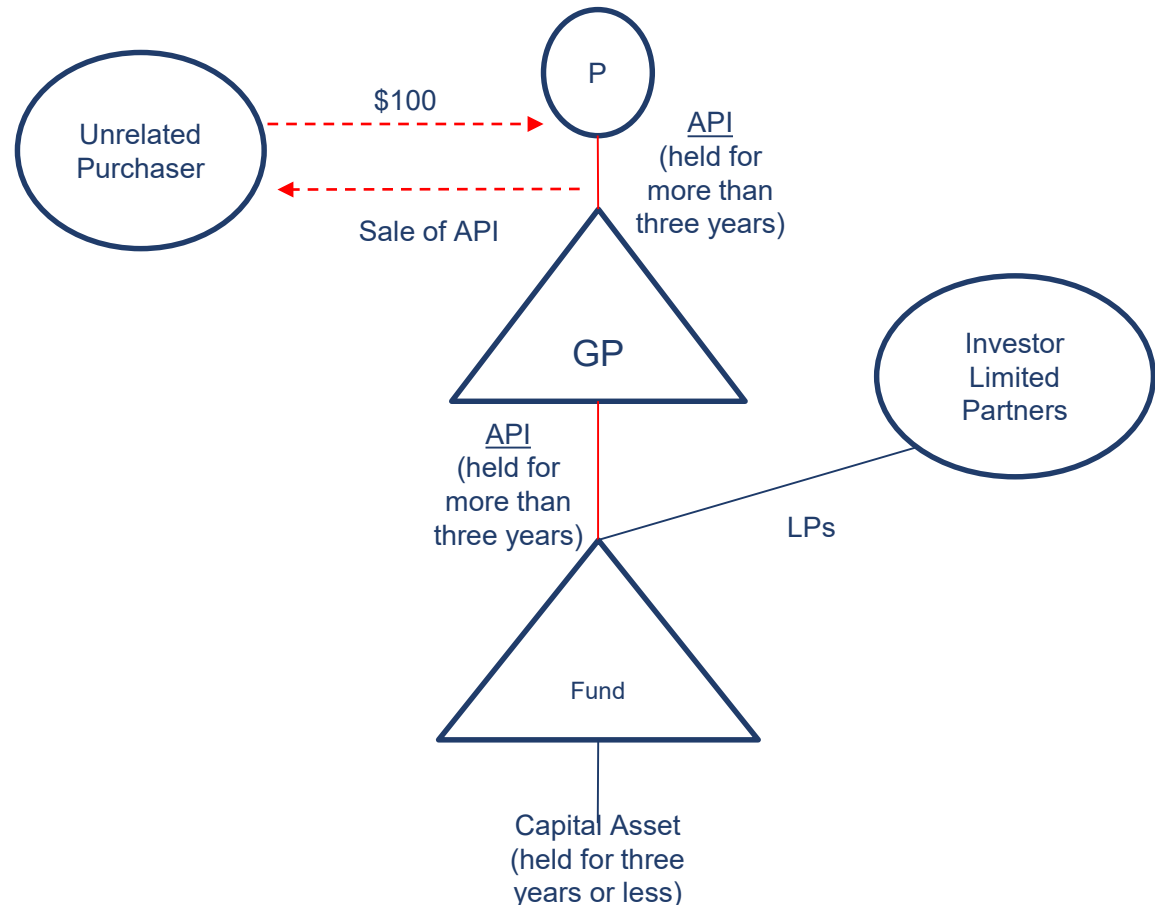 P
$100
Unrelated
Purchaser
API
(held for
more than
three years)
Sale of API
GP
Investor
Limited
Partners
API
(held for
more than
three years)
LPs
Fund
Capital Asset
(held for three
years or less)